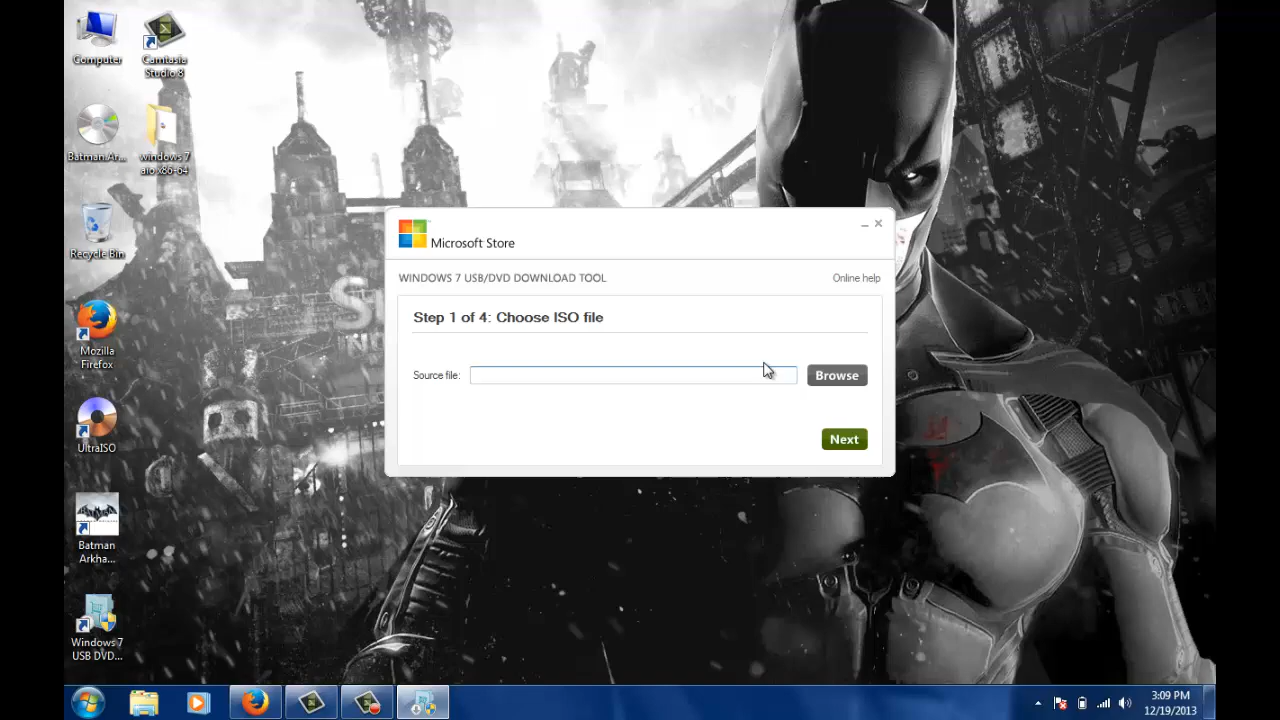 Computer
Camtasia
Studio 8
Batman.Ar...
windows 7
aio x86-64
Recycle Bin
Mozilla
Firefox
UltraISO
Batman
Arkha...
Windows 7
USB DVD...
Microsoft Store
WINDOWS 7 USB/DVD DOWNLOAD TOOL
Online help
Step 1 of 4: Choose ISO file
Source file:
Browse
Next
3:09 PM
12/19/2013